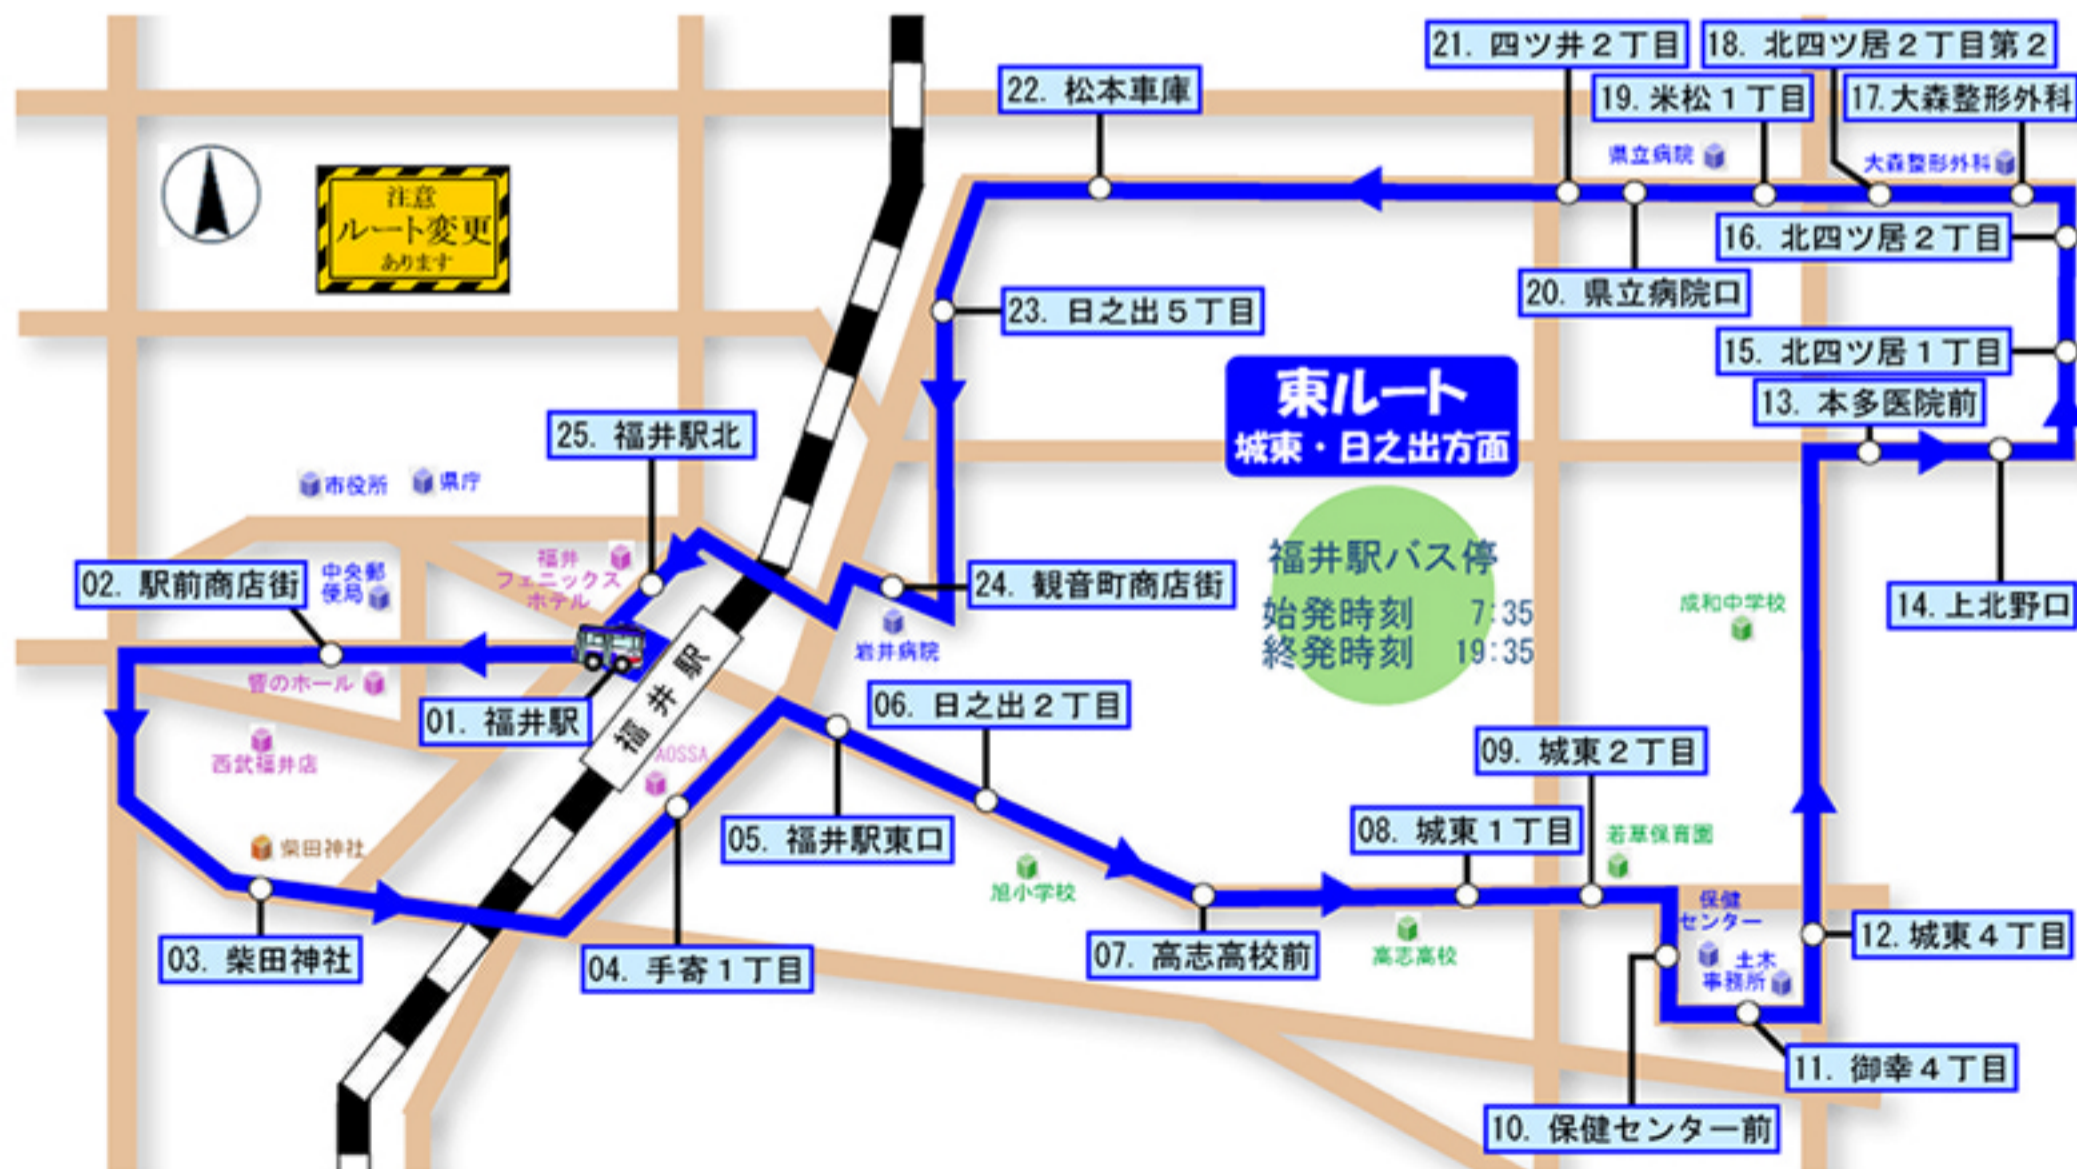 21. 四ツ井２丁目
18. 北四ツ居２丁目第２
22. 松本車庫
19. 米松１丁目
17. 大森整形外科
県立病院
大森整形外科
注意
ルート変更
あります
16. 北四ツ居２丁目
20. 県立病院口
23. 日之出５丁目
15. 北四ツ居１丁目
東ルート
城東・日之出方面
13. 本多医院前
25. 福井駅北
市役所
県庁
福井駅バス停
始発時刻 7:35
終発時刻 19:35
福井
フェニックス
ホテル
中央郵
便局
02. 駅前商店街
24. 観音町商店街
成和中学校
14. 上北野口
岩井病院
響のホール
01. 福井駅
福井駅
06. 日之出２丁目
西武福井店
AOSSA
09. 城東２丁目
05. 福井駅東口
08. 城東１丁目
若草保育園
柴田神社
旭小学校
保健
センター
03. 柴田神社
04. 手寄１丁目
07. 高志高校前
高志高校
土木
事務所
12. 城東４丁目
11. 御幸４丁目
10. 保健センター前